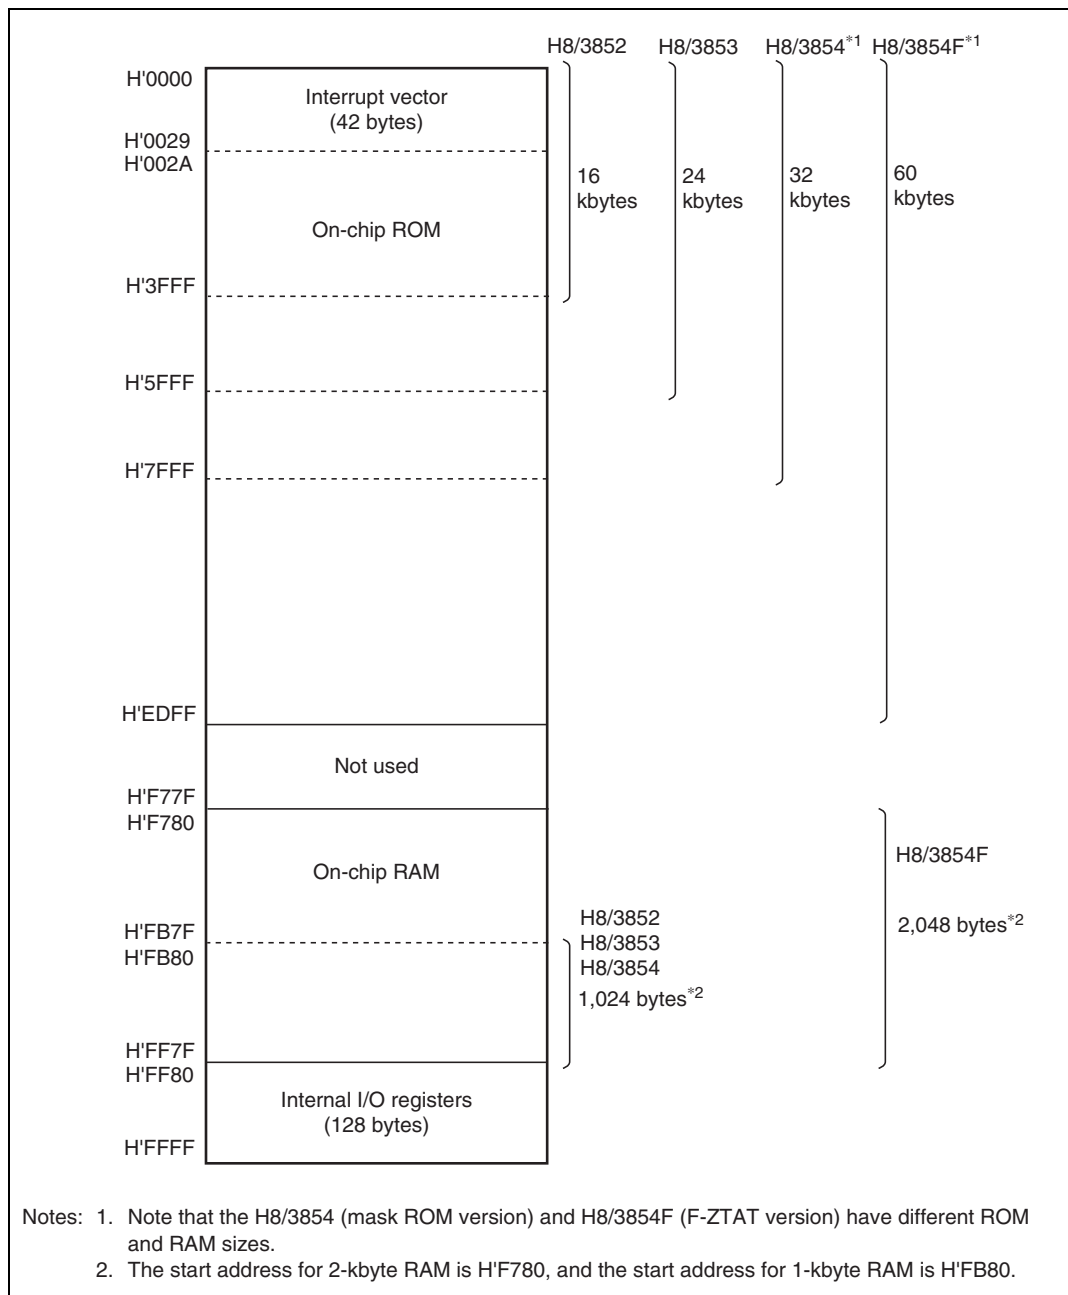 H8/3852 H8/3853 H8/3854*1 H8/3854F*1
H'0000
Interrupt vector
(42 bytes)
H'0029
H'002A
16 kbytes
24 kbytes
32 kbytes
60 kbytes
On-chip ROM
H'3FFF
H'5FFF
H'7FFF
H'EDFF
Not used
H'F77F
H'F780
On-chip RAM
H8/3854F
2,048 bytes*2
H'FB7F
H'FB80
H8/3852
H8/3853
H8/3854
1,024 bytes*2
H'FF7F
H'FF80
Internal I/O registers
(128 bytes)
H'FFFF
Notes: 1. Note that the H8/3854 (mask ROM version) and H8/3854F (F-ZTAT version) have different ROM
and RAM sizes.
2. The start address for 2-kbyte RAM is H'F780, and the start address for 1-kbyte RAM is H'FB80.